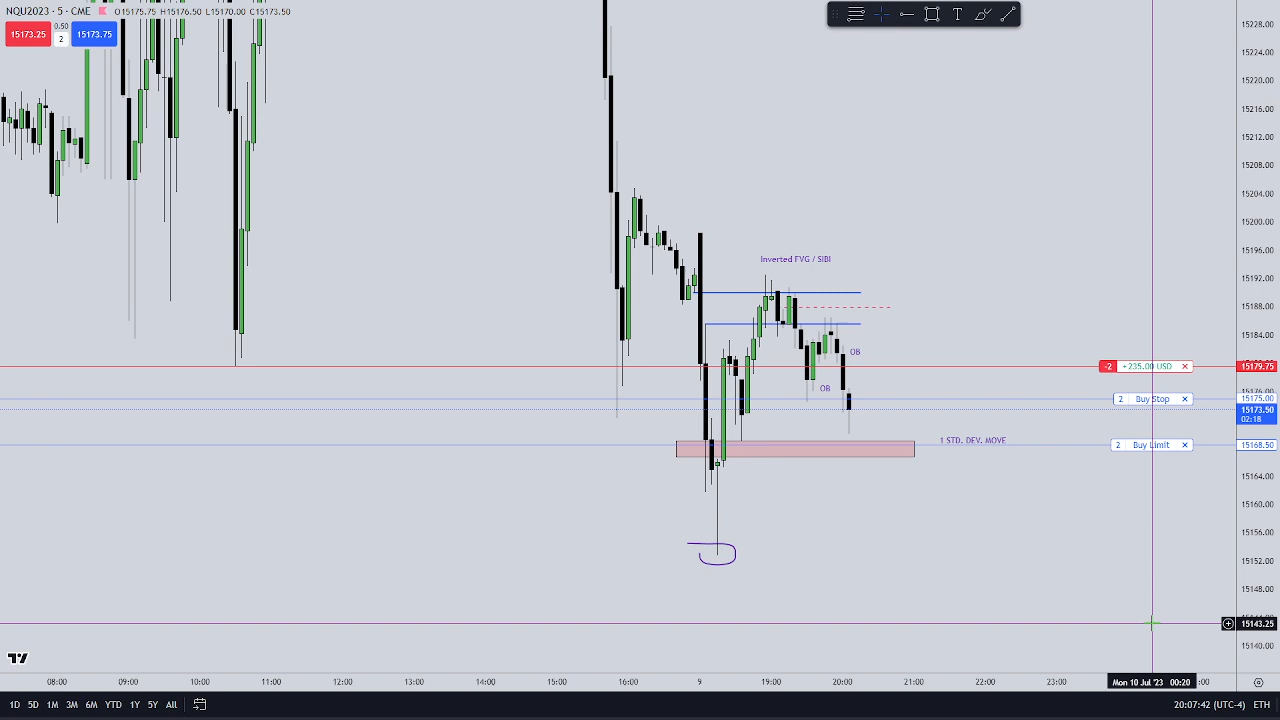 NQU2023 · 5 · CME O15175.75 H15176.50 L15170.00 C15173.50
15173.25 0.50 2 15173.75
15228.00
15224.00
15220.00
15216.00
15212.00
15208.00
15204.00
15200.00
15196.00
15192.00
15188.00
15184.00
Inverted FVG / SIBI
OB
OB
-2 +235.00 USD 15179.75
2 Buy Stop 15175.00
15173.50
02:18
1 STD. DEV. MOVE
2 Buy Limit 15168.50
15164.00
15160.00
15156.00
15152.00
15148.00
15143.25
15140.00
08:00 09:00 10:00 11:00 12:00 13:00 14:00 15:00 16:00 9 19:00 20:00 21:00 22:00 23:00 Mon 10 Jul '23 00:20 :00
1D 5D 1M 3M 6M YTD 1Y 5Y All 20:07:42 (UTC-4) ETH